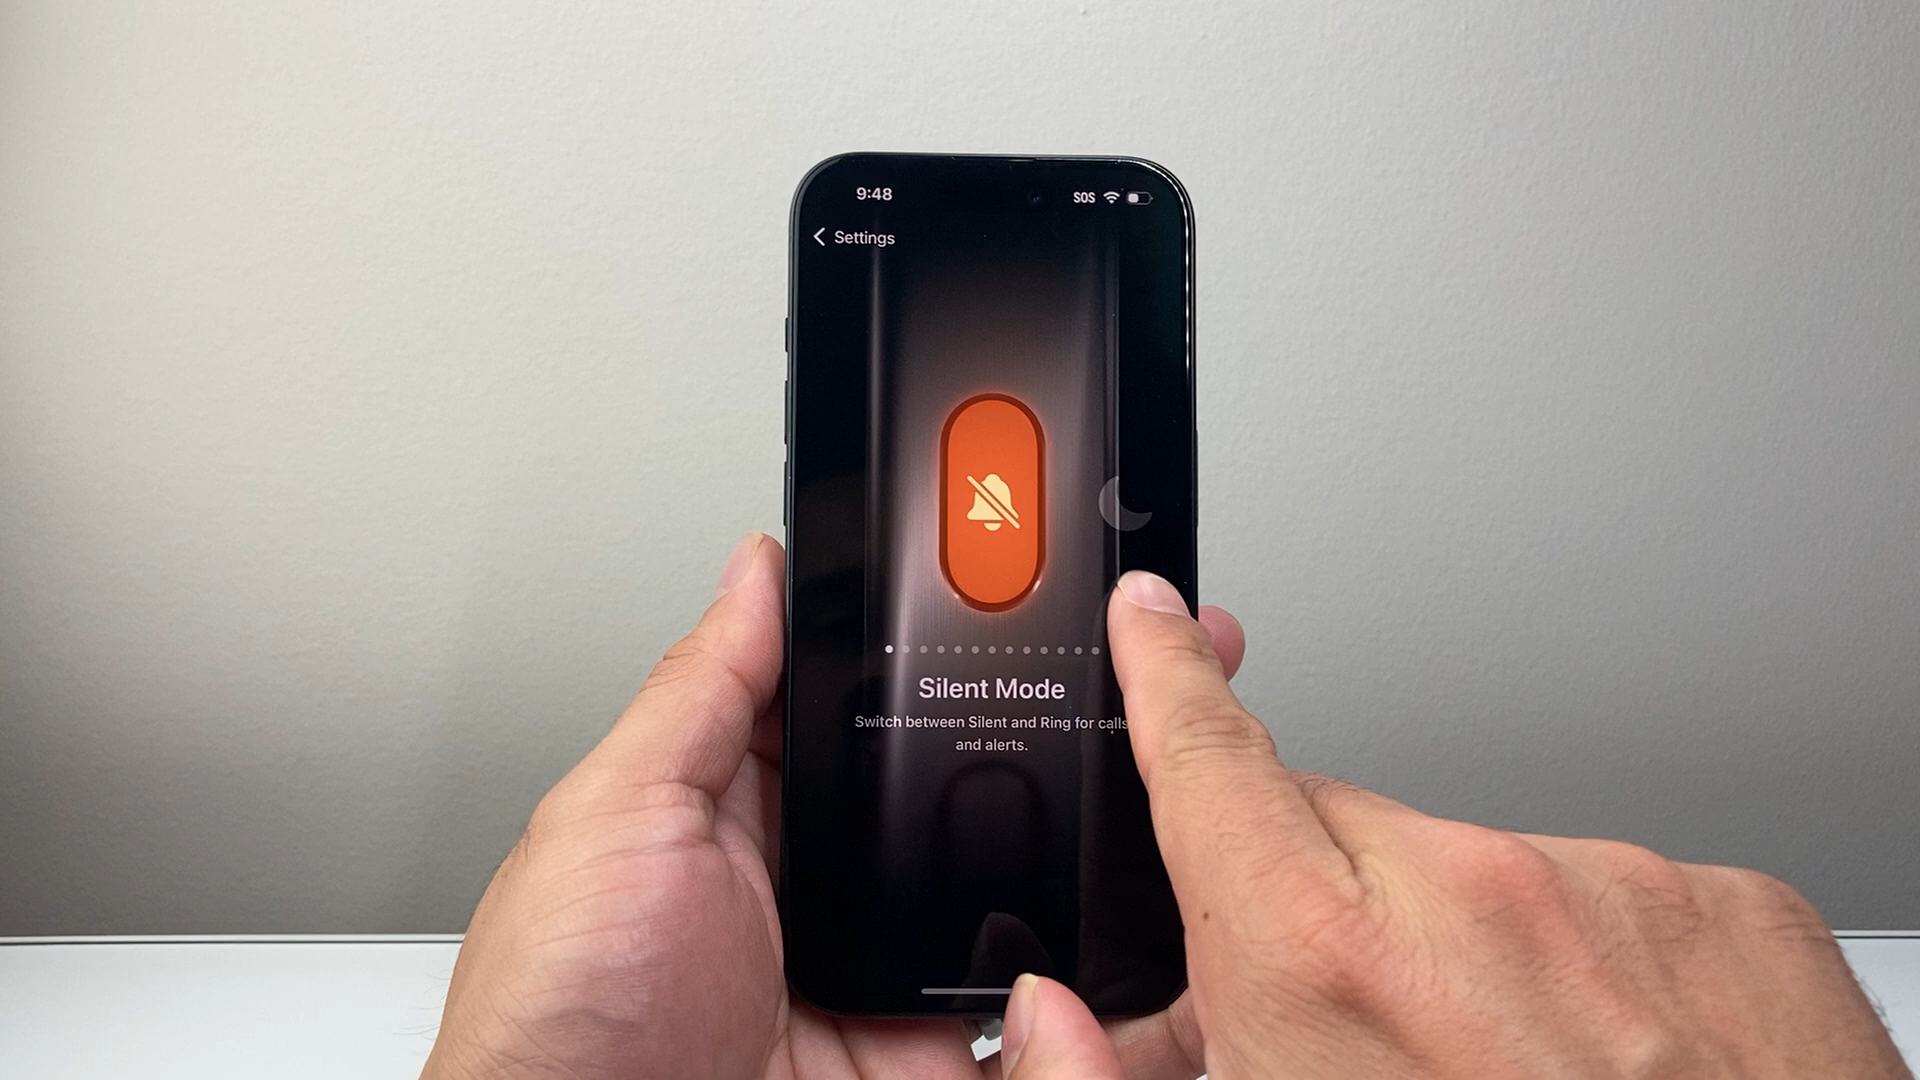 9:48
SOS
Settings
Silent Mode
Switch between Silent and Ring for calls
and alerts.